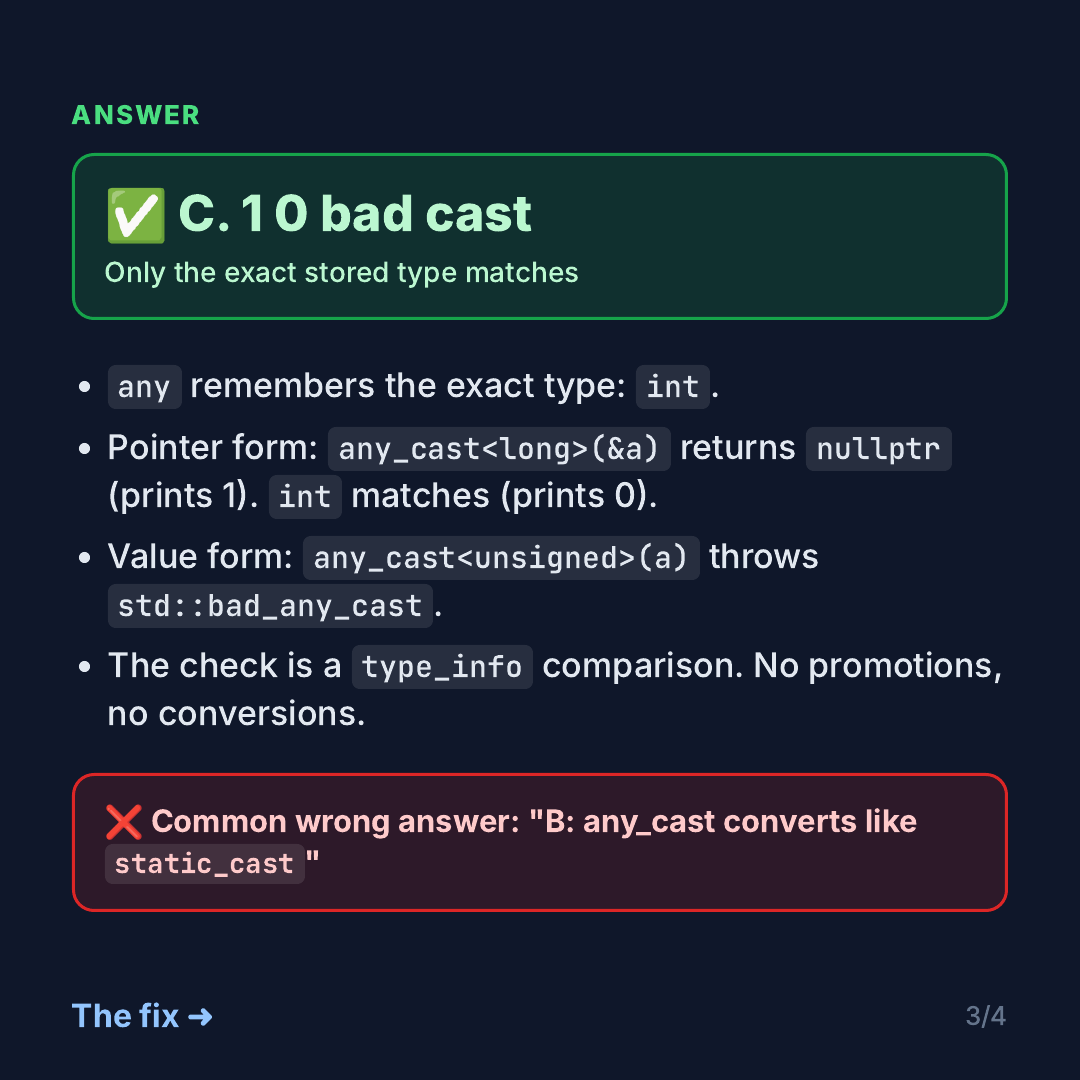 ANSWER
✅ C. 1 0 bad cast
Only the exact stored type matches
• any remembers the exact type: int.
• Pointer form: any_cast<long>(&a) returns nullptr
(prints 1). int matches (prints 0).
• Value form: any_cast<unsigned>(a) throws
std::bad_any_cast.
• The check is a type_info comparison. No promotions,
no conversions.
❌ Common wrong answer: "B: any_cast converts like
static_cast"
The fix ➜
3/4